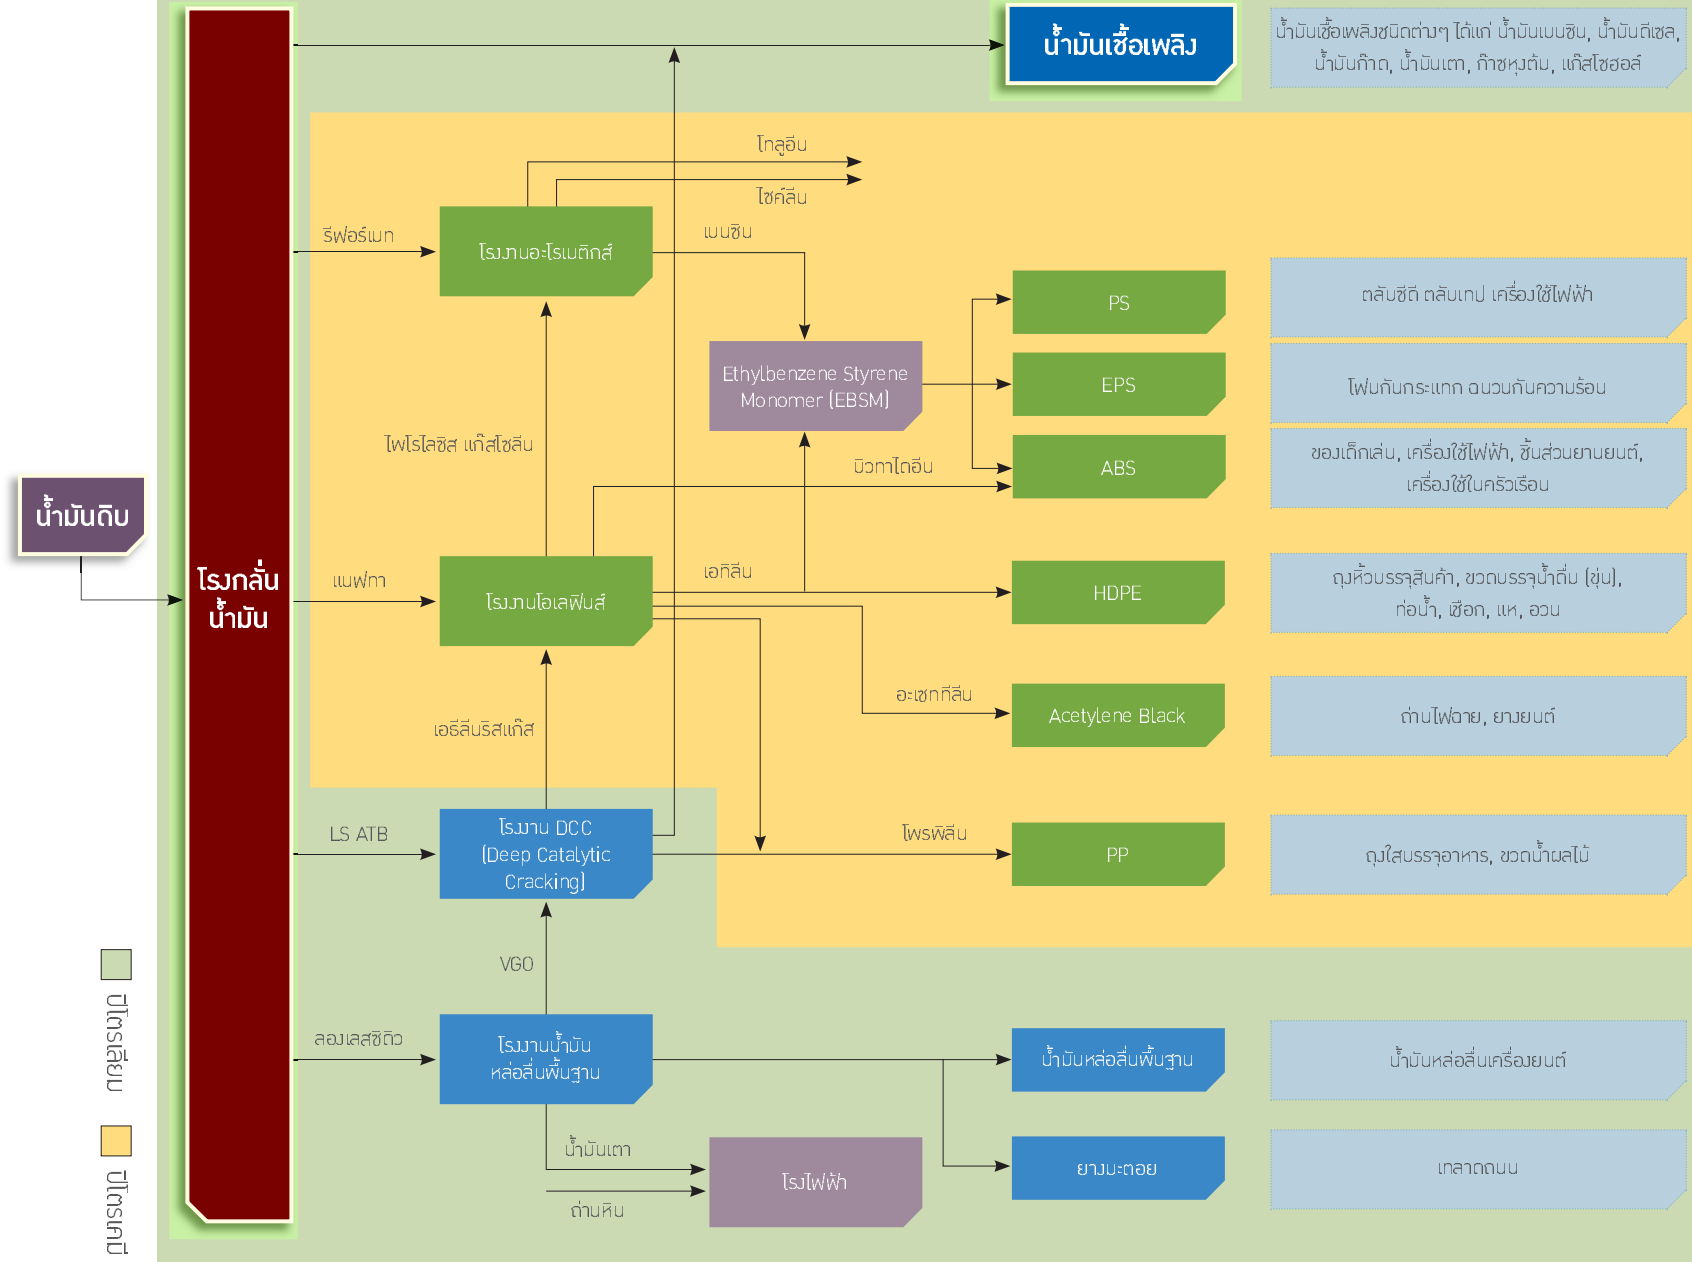 น้ำมันเชื้อเพลิง
น้ำมันเชื้อเพลิงชนิดต่างๆ ได้แก่ น้ำมันเบนซิน, น้ำมันดีเซล,
น้ำมันก๊าด, น้ำมันเตา, ก๊าซหุงต้ม, แก๊สโซฮอล์
โทลูอีน
ไซค์ลีน
รีฟอร์เมท
โรงงานอะโรเมติกส์
เบนซิน
PS
ตลับซีดี ตลับเทป เครื่องใช้ไฟฟ้า
Ethylbenzene Styrene
Monomer (EBSM)
EPS
โฟมกันกระแทก ฉนวนกันความร้อน
ไพโรไลซิส แก๊สโซลีน
บิวทาไดอีน
ABS
ของเด็กเล่น, เครื่องใช้ไฟฟ้า, ชิ้นส่วนยานยนต์,
เครื่องใช้ในครัวเรือน
น้ำมันดิบ
โรงกลั่น
น้ำมัน
แนฟทา
โรงงานโอเลฟินส์
เอทิลีน
HDPE
ถุงหิ้วบรรจุสินค้า, ขวดบรรจุน้ำดื่ม (ขุ่น),
ท่อน้ำ, เชือก, แห, อวน
เอธิลีนริสแก๊ส
อะเซททีลีน
Acetylene Black
ถ่านไฟฉาย, ยางยนต์
LS ATB
โรงงาน DCC
(Deep Catalytic
Cracking)
โพรพิลีน
PP
ถุงใสบรรจุอาหาร, ขวดน้ำผลไม้
VGO
ลองเลสซิดิว
โรงงานน้ำมัน
หล่อลื่นพื้นฐาน
น้ำมันหล่อลื่นพื้นฐาน
น้ำมันหล่อลื่นเครื่องยนต์
น้ำมันเตา
ถ่านหิน
โรงไฟฟ้า
ยางมะตอย
เทลาดถนน
ปิโตรเลียม
ปิโตรเคมี